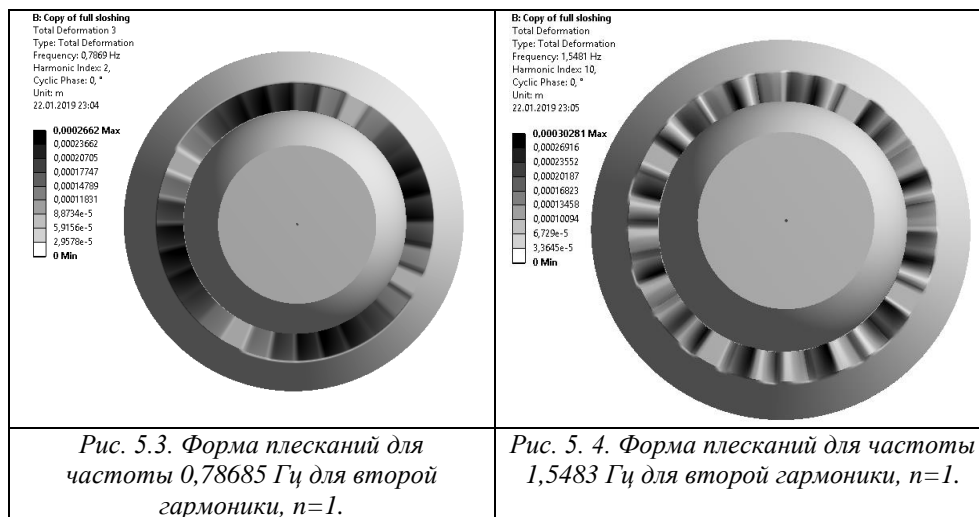 B: Copy of full sloshing
Total Deformation 3
Type: Total Deformation
Frequency: 0,7869 Hz
Harmonic Index: 2,
Cyclic Phase: 0, °
Unit: m
22.01.2019 23:04
0,0002662 Max
0,00023662
0,00020705
0,00017747
0,00014789
0,00011831
8,8734e-5
5,9156e-5
2,9578e-5
0 Min
B: Copy of full sloshing
Total Deformation
Type: Total Deformation
Frequency: 1,5481 Hz
Harmonic Index: 10,
Cyclic Phase: 0, °
Unit: m
22.01.2019 23:05
0,00030281 Max
0,00026916
0,00023552
0,00020187
0,00016823
0,00013458
0,00010094
6,729e-5
3,3645e-5
0 Min
Рис. 5.3. Форма плесканий для
частоты 0,78685 Гц для второй
гармоники, n=1.
Рис. 5. 4. Форма плесканий для частоты
1,5483 Гц для второй гармоники, n=1.